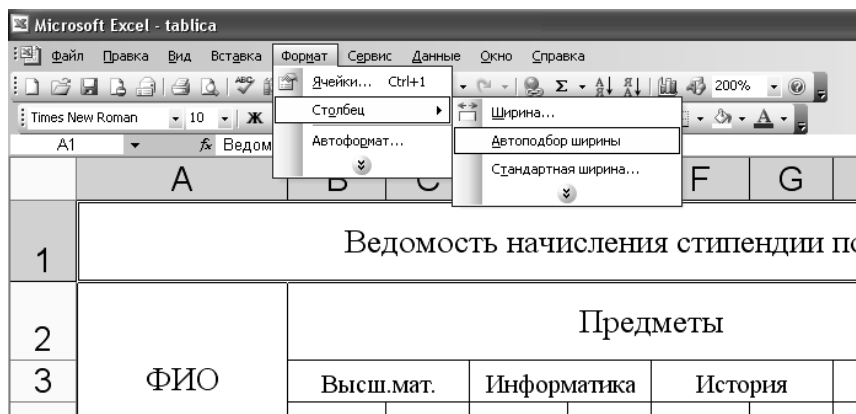 Microsoft Excel - tablica
Файл Правка Вид Вставка Формат Сервис Данные Окно Справка
Ячейки... Ctrl+1
200%
Столбец
Ширина...
Times New Roman 10 Ж
Автоподбор ширины
Автоформат...
A1 fx Ведом
Стандартная ширина...
A B C F G
1 Ведомость начисления стипендии по
2 Предметы
3 ФИО Высш.мат. Информатика История